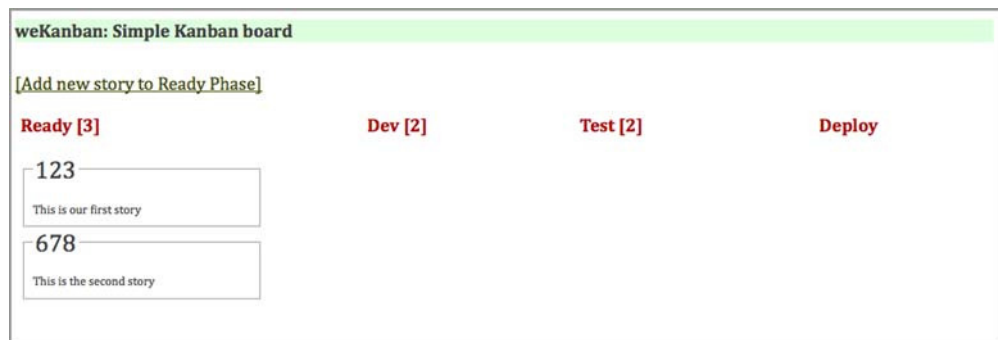 weKanban: Simple Kanban board
[Add new story to Ready Phase]
Ready [3] Dev [2] Test [2] Deploy
123
This is our first story
678
This is the second story